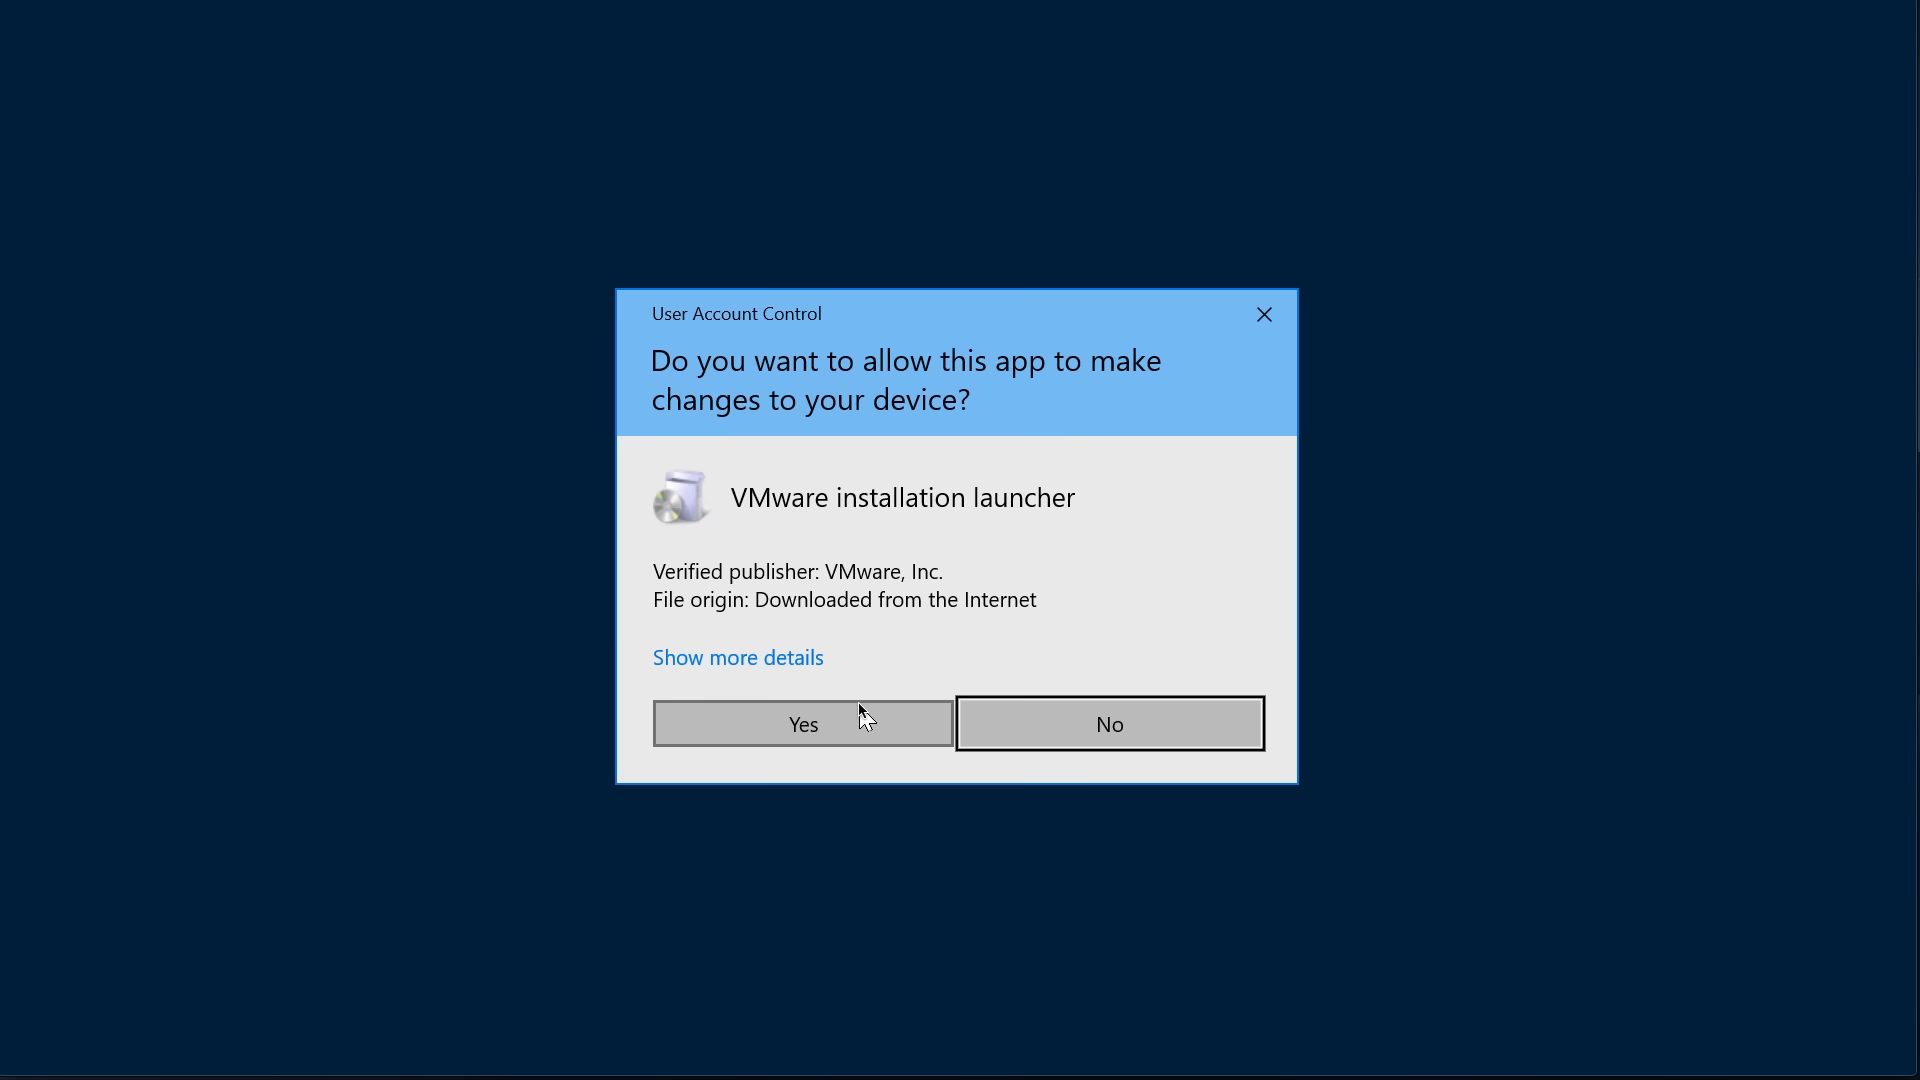 User Account Control
Do you want to allow this app to make
changes to your device?
VMware installation launcher
Verified publisher: VMware, Inc.
File origin: Downloaded from the Internet
Show more details
Yes
No